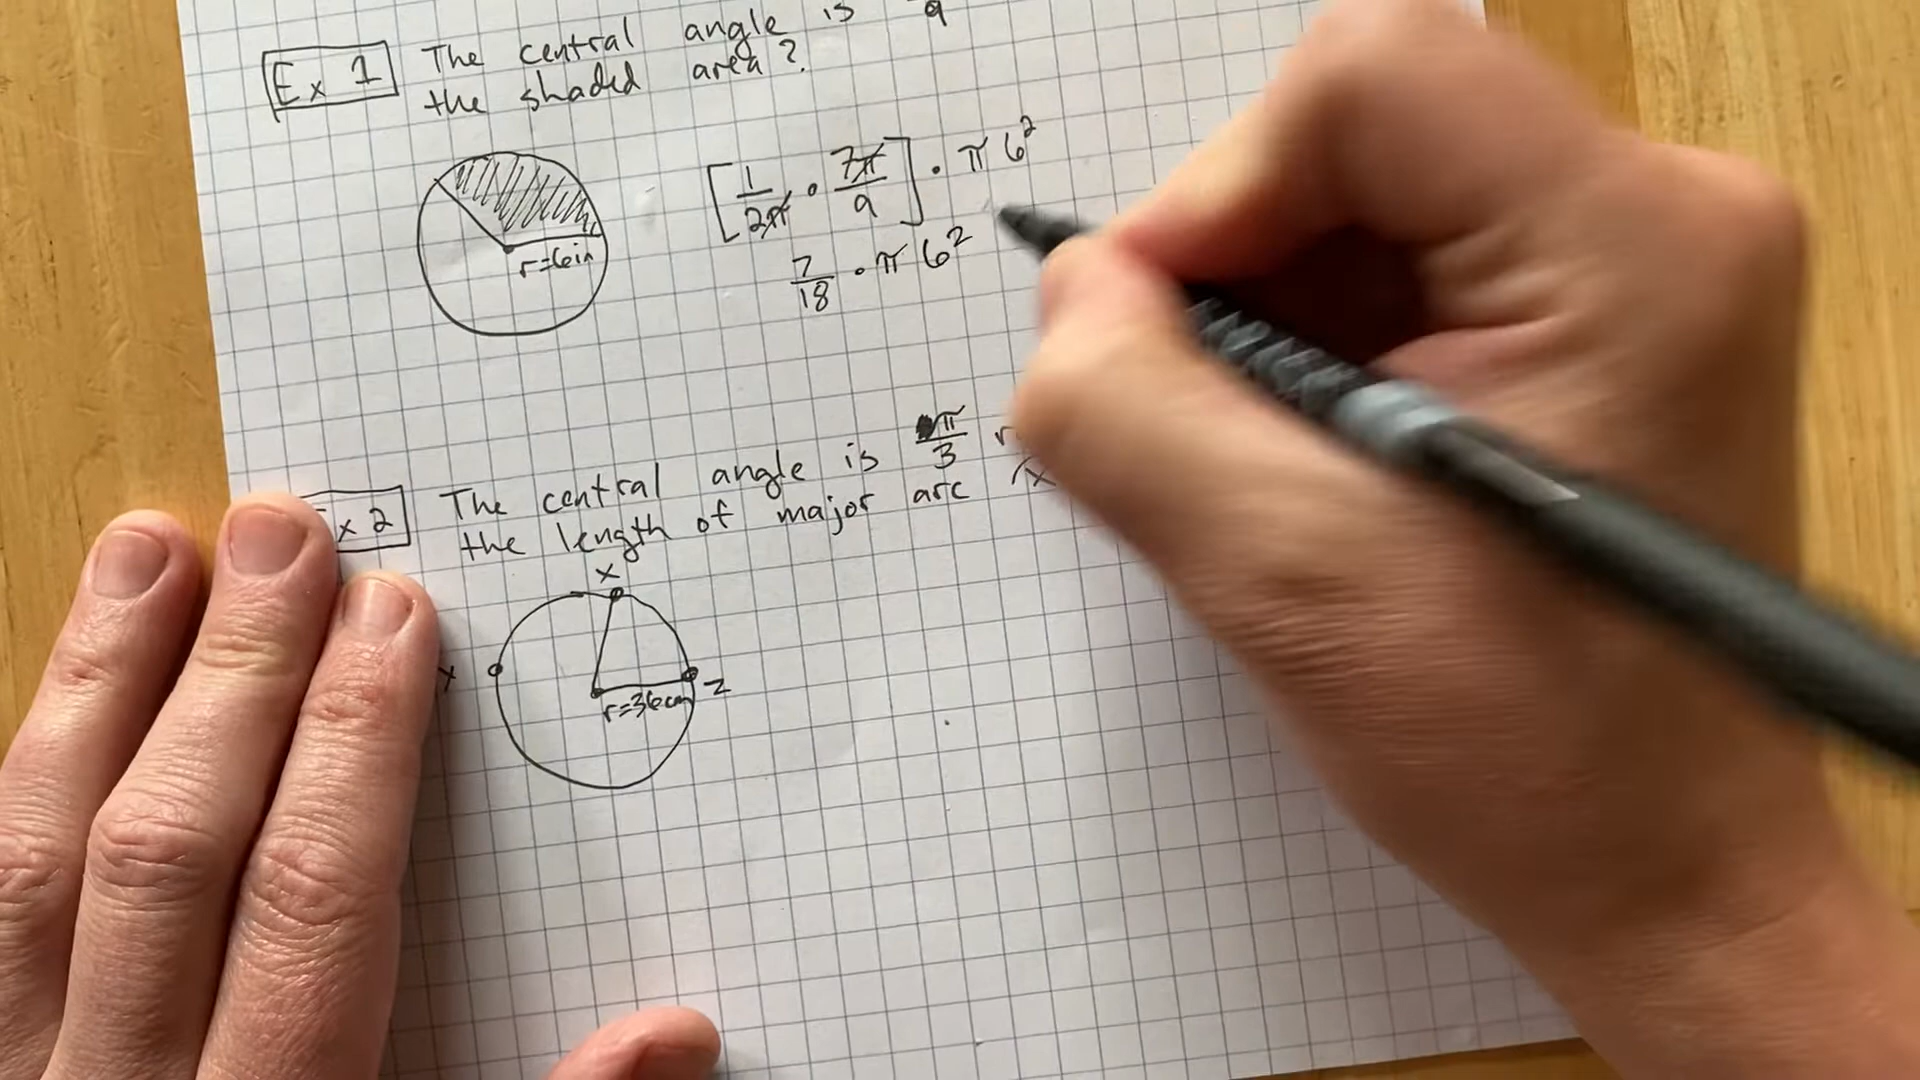 Ex 1
The central angle is 9
the shaded area?
r=6in
[1/2π · 7π/9] · π 6²
7/18 · π 6²
x 2
The central angle is π/3
the length of major arc
x
r=36cm
z